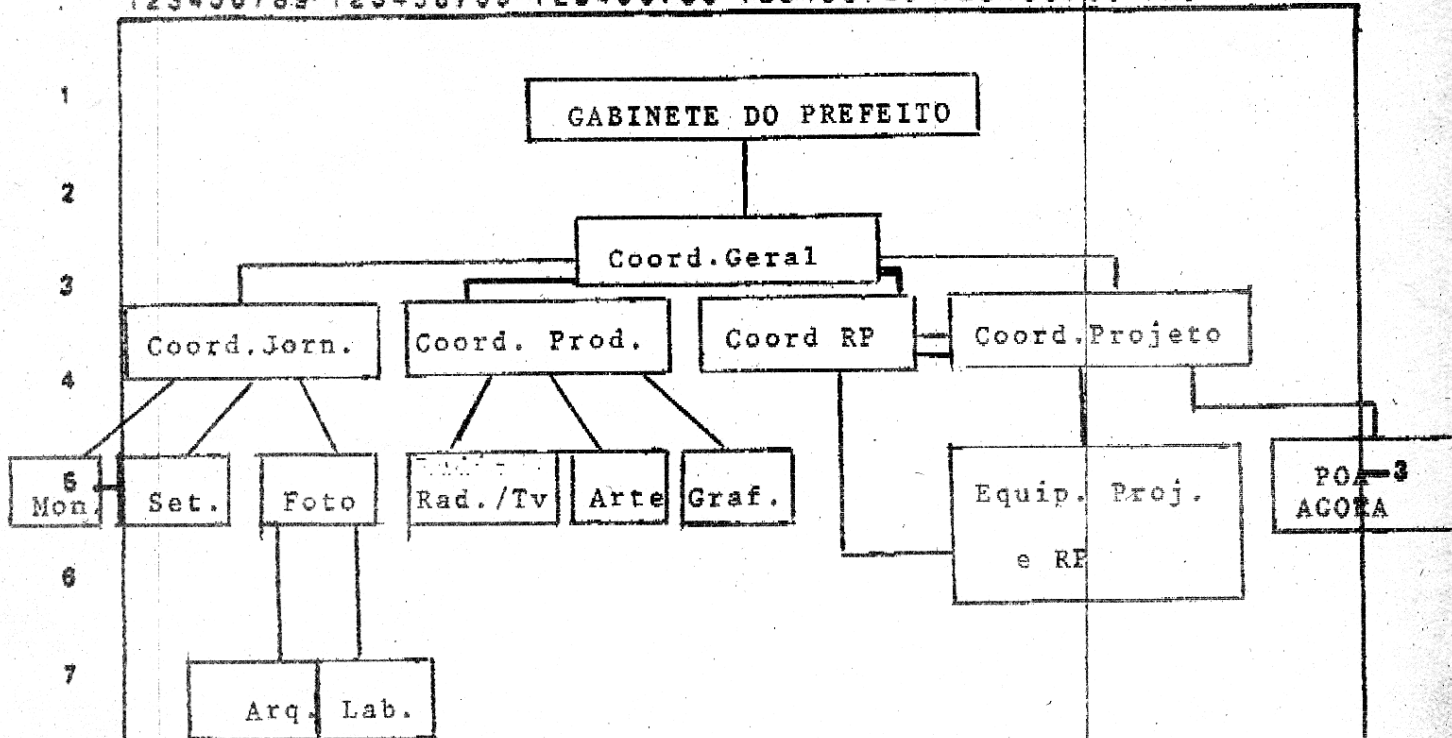 1
GABINETE DO PREFEITO
2
Coord.Geral
3
Coord.Jorn.
Coord. Prod.
Coord RP
Coord.Projeto
4
5
Mon.
Set.
Foto
Rad./Tv
Arte
Graf.
Equip. Proj.
e RP
POA
3
AGORA
6
7
Arq.
Lab.